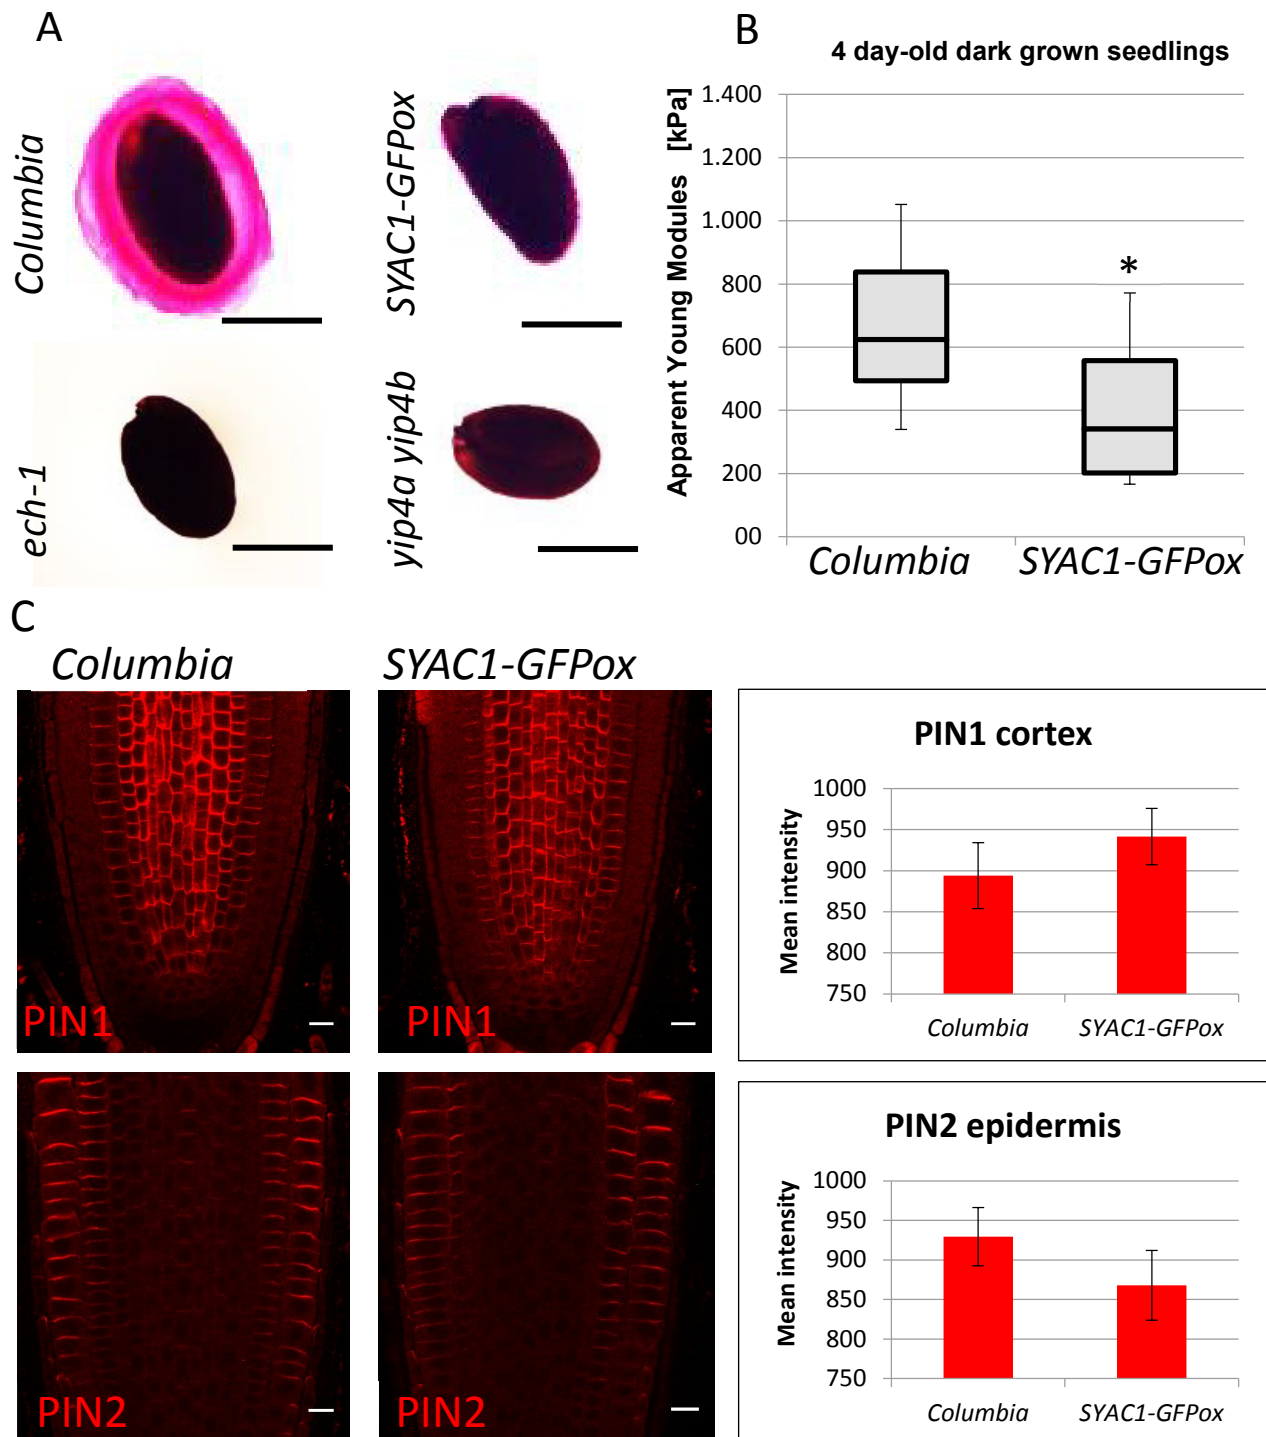 A
Columbia
SYAC1-GFPox
ech-1
yip4a yip4b
B
4 day-old dark grown seedlings
Apparent Young Modules [kPa]
1.400
1.200
1.000
800
600
400
200
00
*
Columbia
SYAC1-GFPox
C
Columbia
SYAC1-GFPox
PIN1
PIN1
PIN1 cortex
Mean intensity
1000
950
900
850
800
750
Columbia
SYAC1-GFPox
PIN2
PIN2
PIN2 epidermis
Mean intensity
1000
950
900
850
800
750
Columbia
SYAC1-GFPox